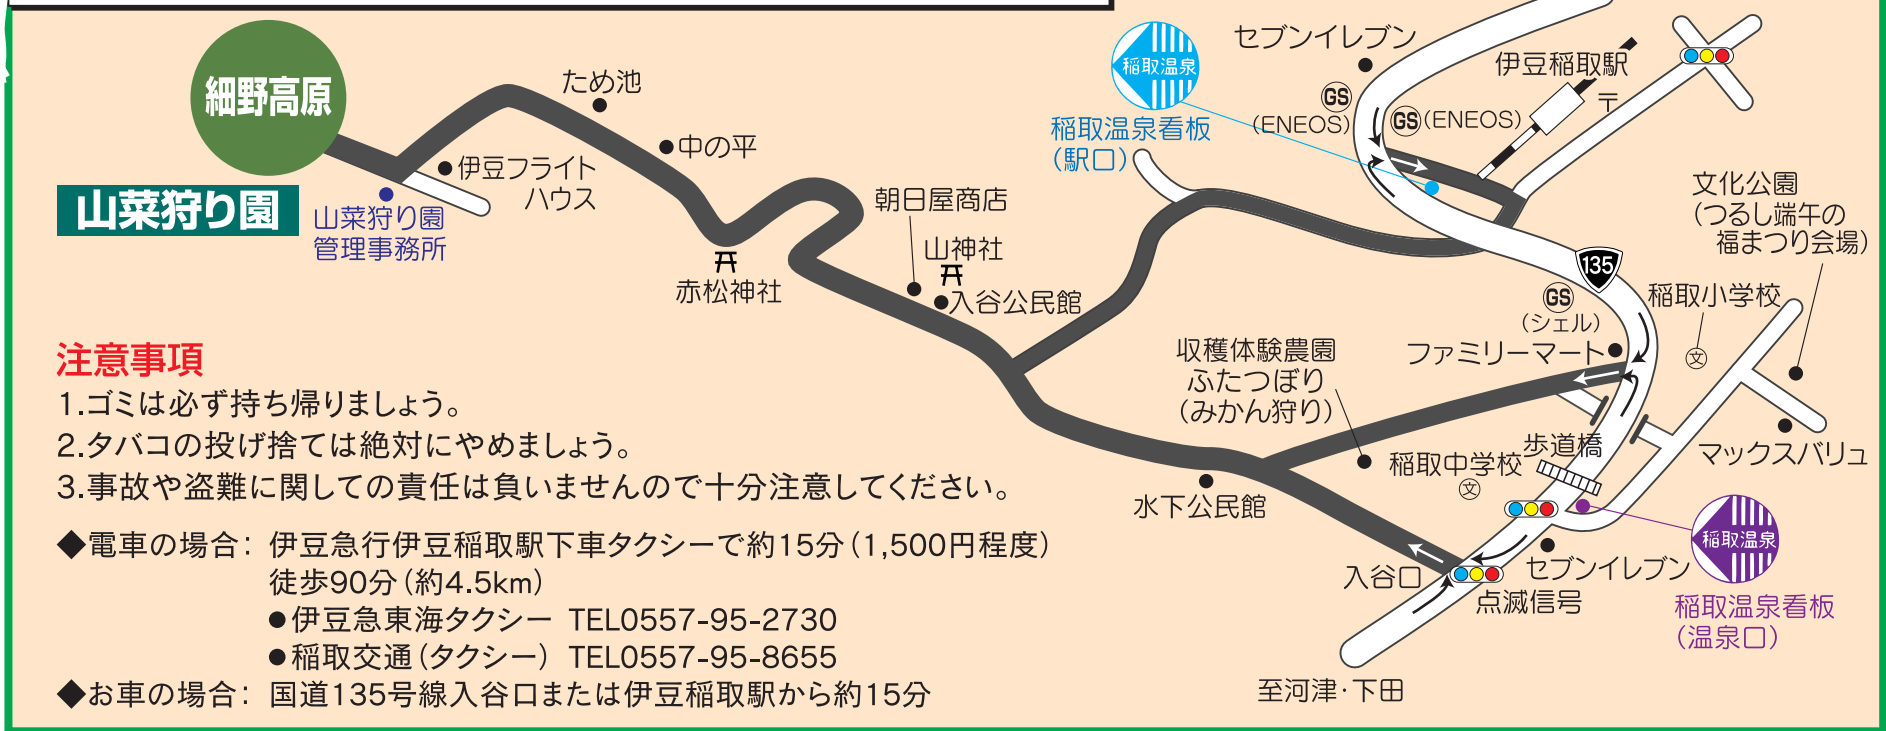 細野高原
山菜狩り園
山菜狩り園
管理事務所
伊豆フライト
ハウス
ため池
中の平
赤松神社
朝日屋商店
山神社
入谷公民館
稲取温泉
稲取温泉看板
(駅口)
セブンイレブン
GS
(ENEOS)
GS (ENEOS)
伊豆稲取駅
〒
文化公園
(つるし端午の
福まつり会場)
135
GS
(シェル)
稲取小学校
文
ファミリーマート
収穫体験農園
ふたつぼり
(みかん狩り)
歩道橋
稲取中学校
文
マックスバリュ
水下公民館
稲取温泉
稲取温泉看板
(温泉口)
セブンイレブン
入谷口
点滅信号
至河津・下田
注意事項
1.ゴミは必ず持ち帰りましょう。
2.タバコの投げ捨ては絶対にやめましょう。
3.事故や盗難に関しての責任は負いませんので十分注意してください。
◆電車の場合: 伊豆急行伊豆稲取駅下車タクシーで約15分(1,500円程度)
徒歩90分(約4.5km)
●伊豆急東海タクシー TEL0557-95-2730
●稲取交通(タクシー) TEL0557-95-8655
◆お車の場合: 国道135号線入谷口または伊豆稲取駅から約15分